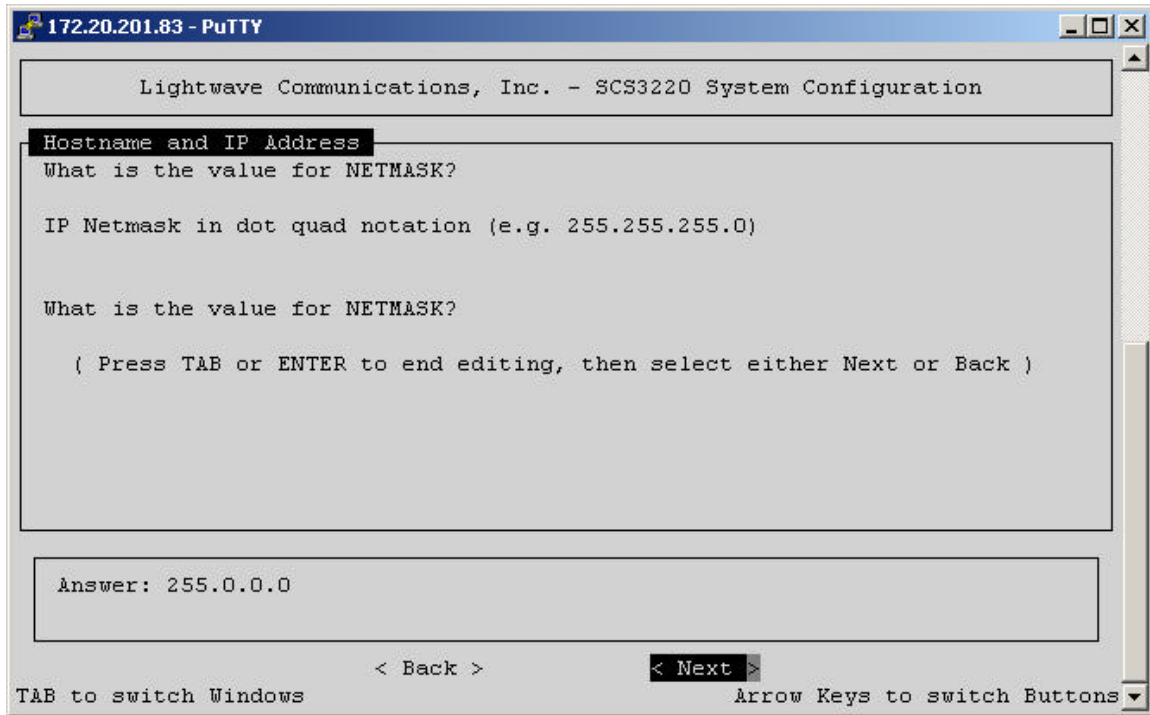 172.20.201.83 - PuTTY
Lightwave Communications, Inc. - SCS3220 System Configuration
Hostname and IP Address
What is the value for NETMASK?
IP Netmask in dot quad notation (e.g. 255.255.255.0)
What is the value for NETMASK?
( Press TAB or ENTER to end editing, then select either Next or Back )
Answer: 255.0.0.0
< Back > < Next >
TAB to switch Windows Arrow Keys to switch Buttons